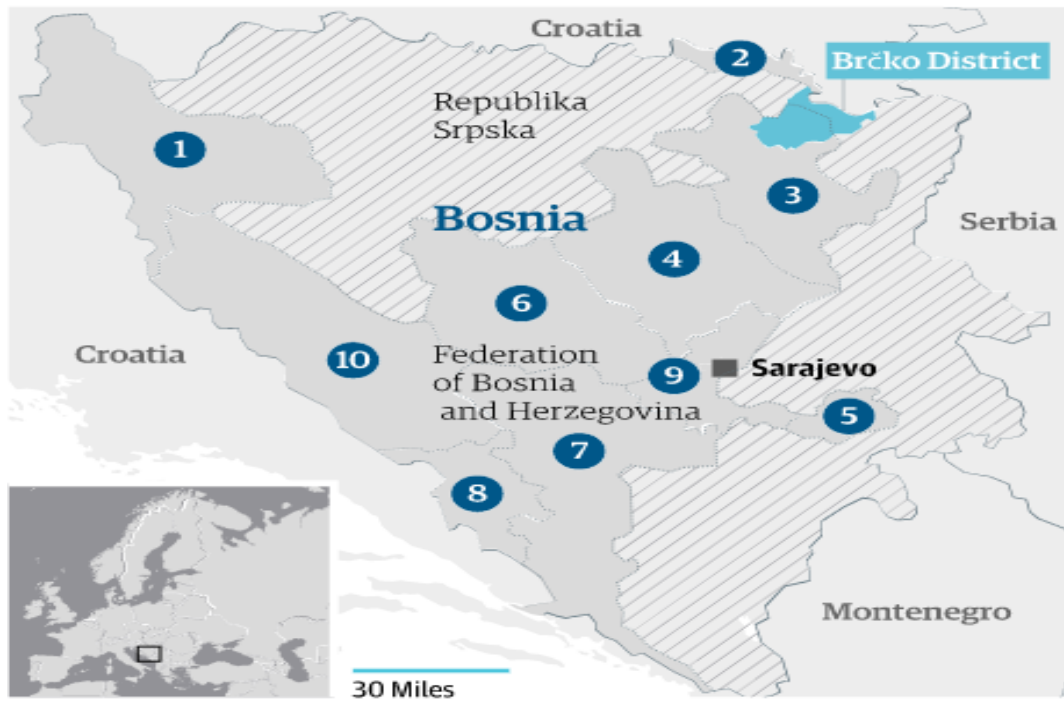 Croatia
2
Brčko District
Republika
Srpska
1
3
Bosnia
Serbia
4
6
Croatia
10
Federation
of Bosnia
and Herzegovina
9
Sarajevo
5
7
8
Montenegro
30 Miles